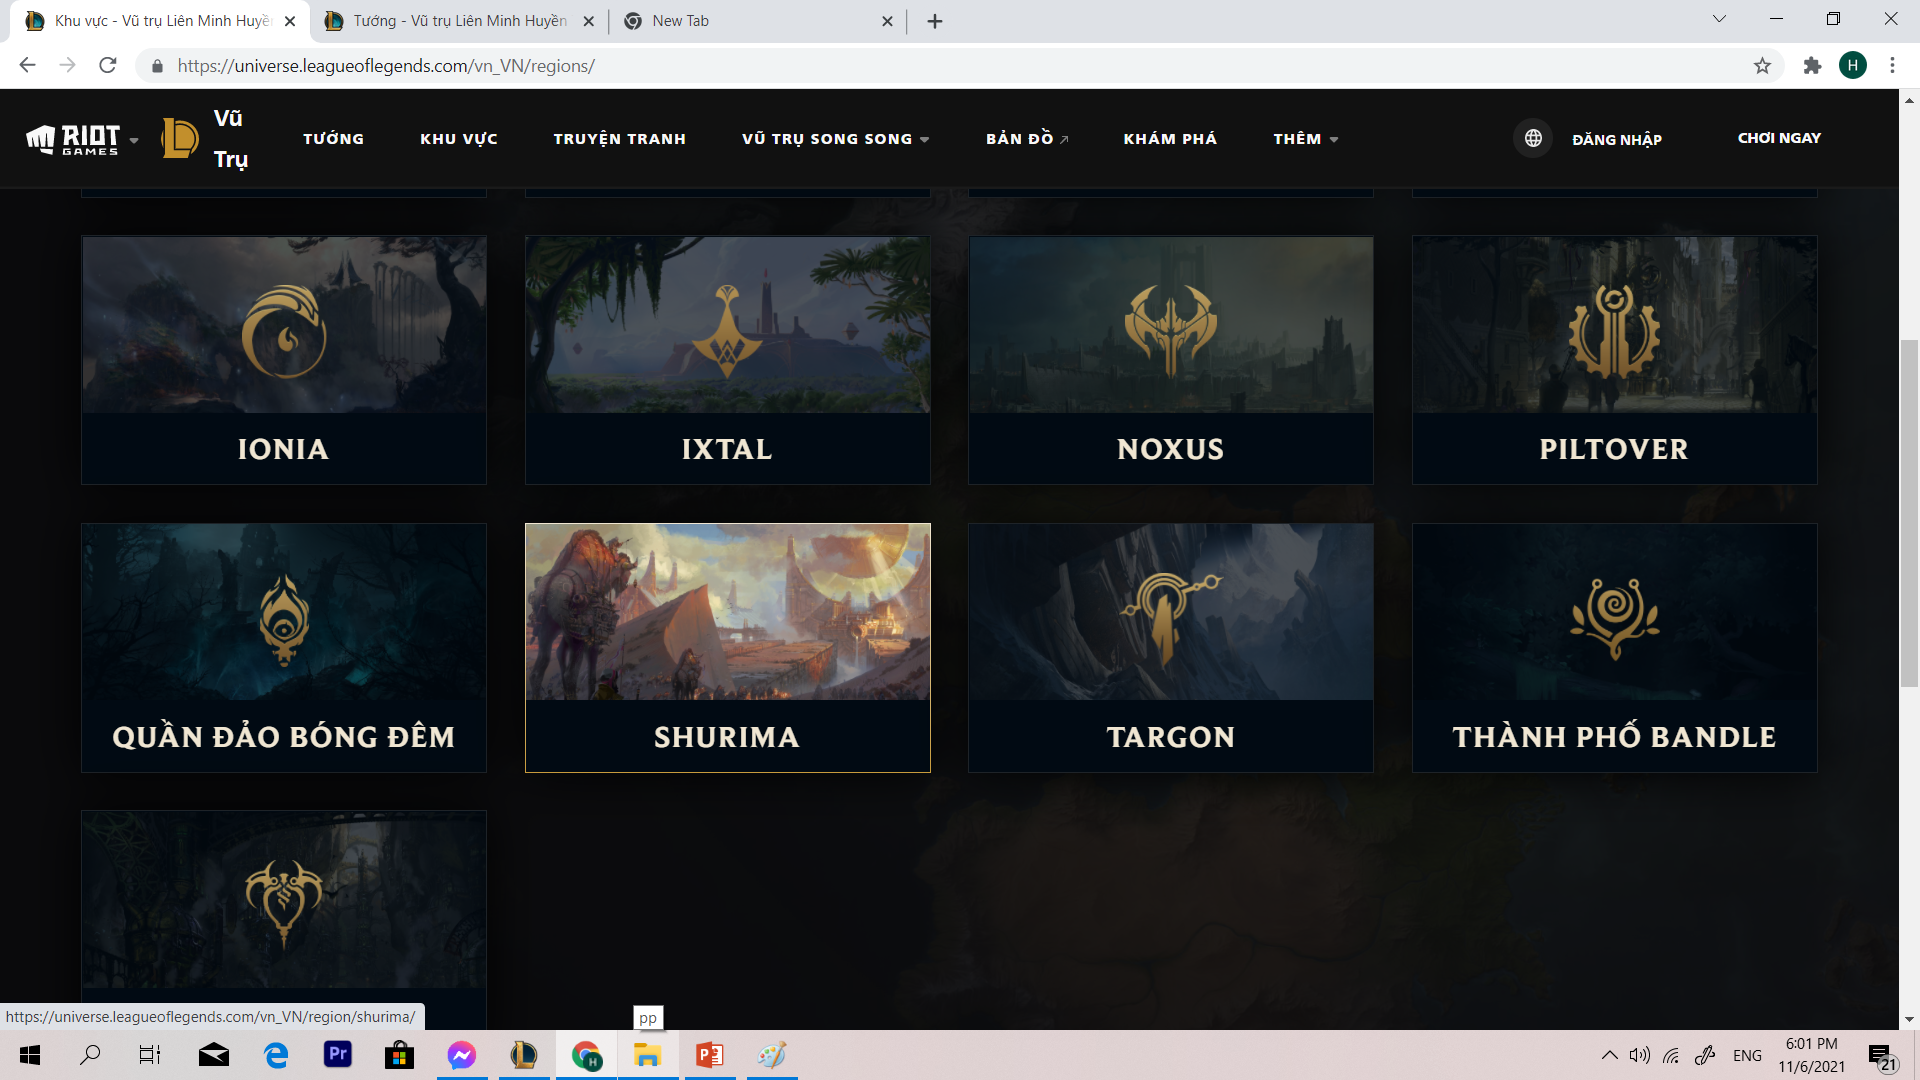 Khu vực - Vũ trụ Liên Minh Huyền
Tướng - Vũ trụ Liên Minh Huyền
New Tab
https://universe.leagueoflegends.com/vn_VN/regions/
H
RIOT
GAMES
Vũ
Trụ
TƯỚNG
KHU VỰC
TRUYỆN TRANH
VŨ TRỤ SONG SONG
BẢN ĐỒ
KHÁM PHÁ
THÊM
ĐĂNG NHẬP
CHƠI NGAY
IONIA
IXTAL
NOXUS
PILTOVER
QUẦN ĐẢO BÓNG ĐÊM
SHURIMA
TARGON
THÀNH PHỐ BANDLE
https://universe.leagueoflegends.com/vn_VN/region/shurima/
pp
Pr
H
P
ENG
6:01 PM
11/6/2021
21